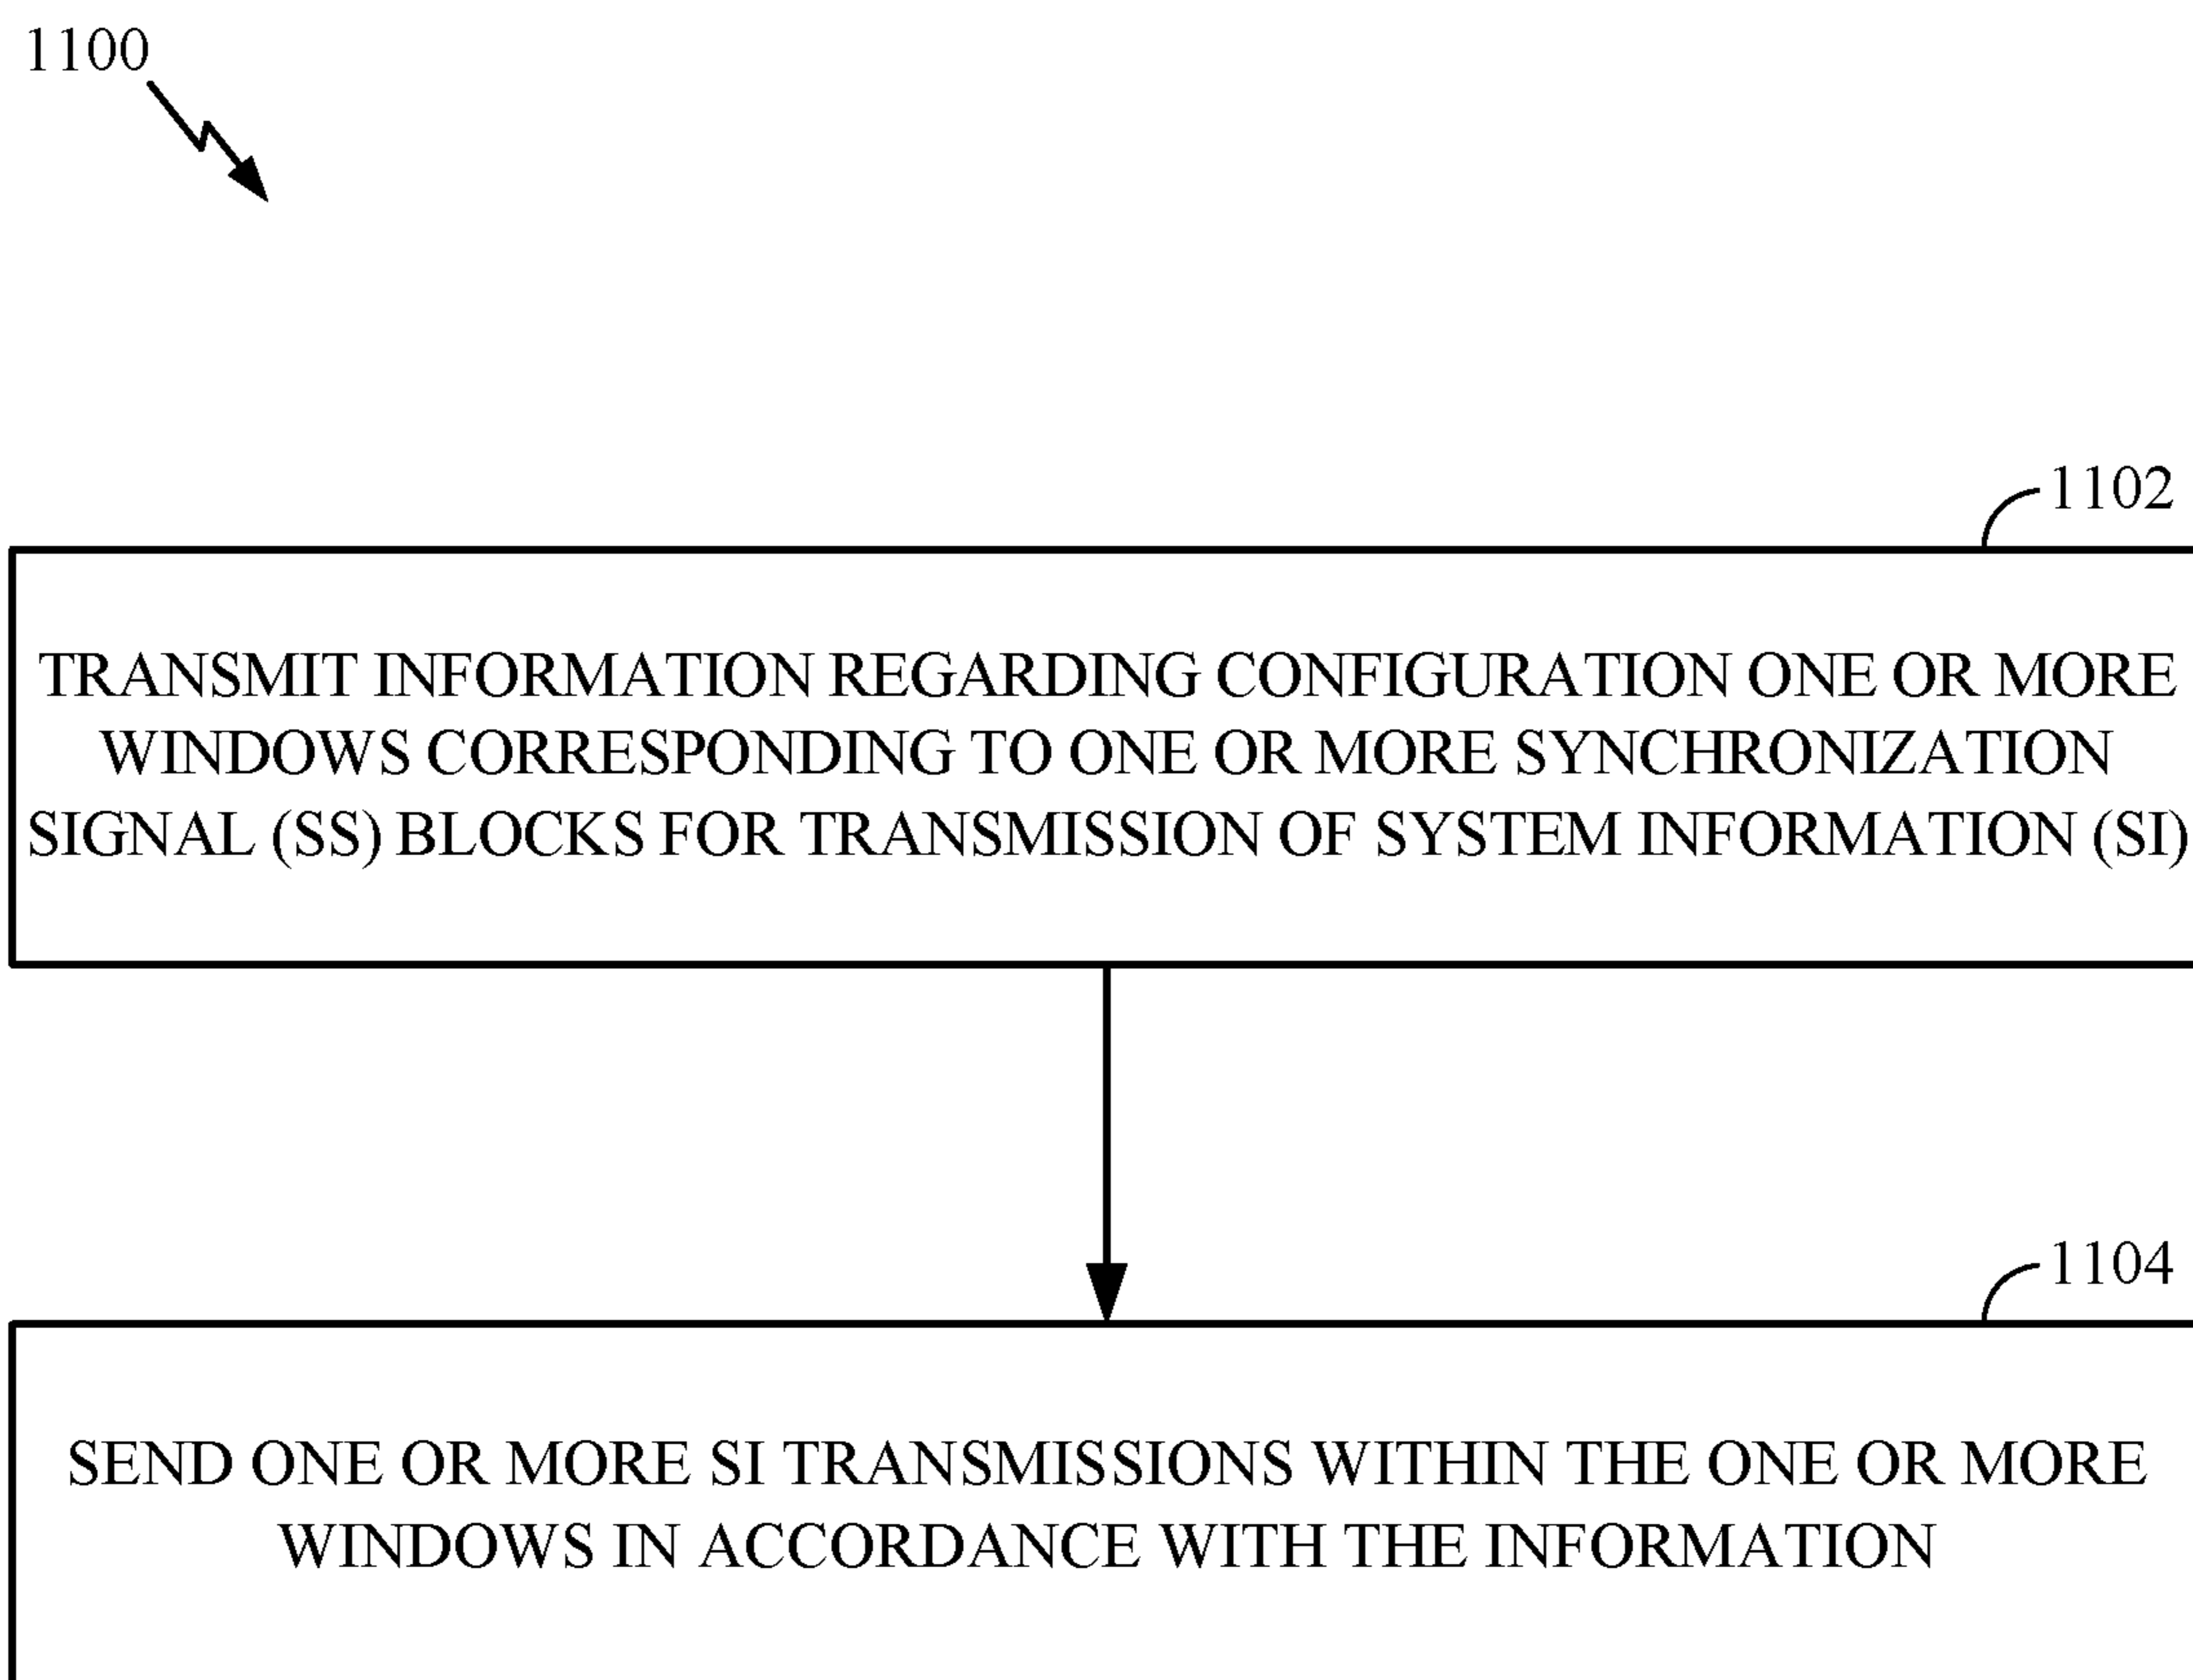 1100
1102
TRANSMIT INFORMATION REGARDING CONFIGURATION ONE OR MORE
WINDOWS CORRESPONDING TO ONE OR MORE SYNCHRONIZATION
SIGNAL (SS) BLOCKS FOR TRANSMISSION OF SYSTEM INFORMATION (SI)
1104
SEND ONE OR MORE SI TRANSMISSIONS WITHIN THE ONE OR MORE
WINDOWS IN ACCORDANCE WITH THE INFORMATION